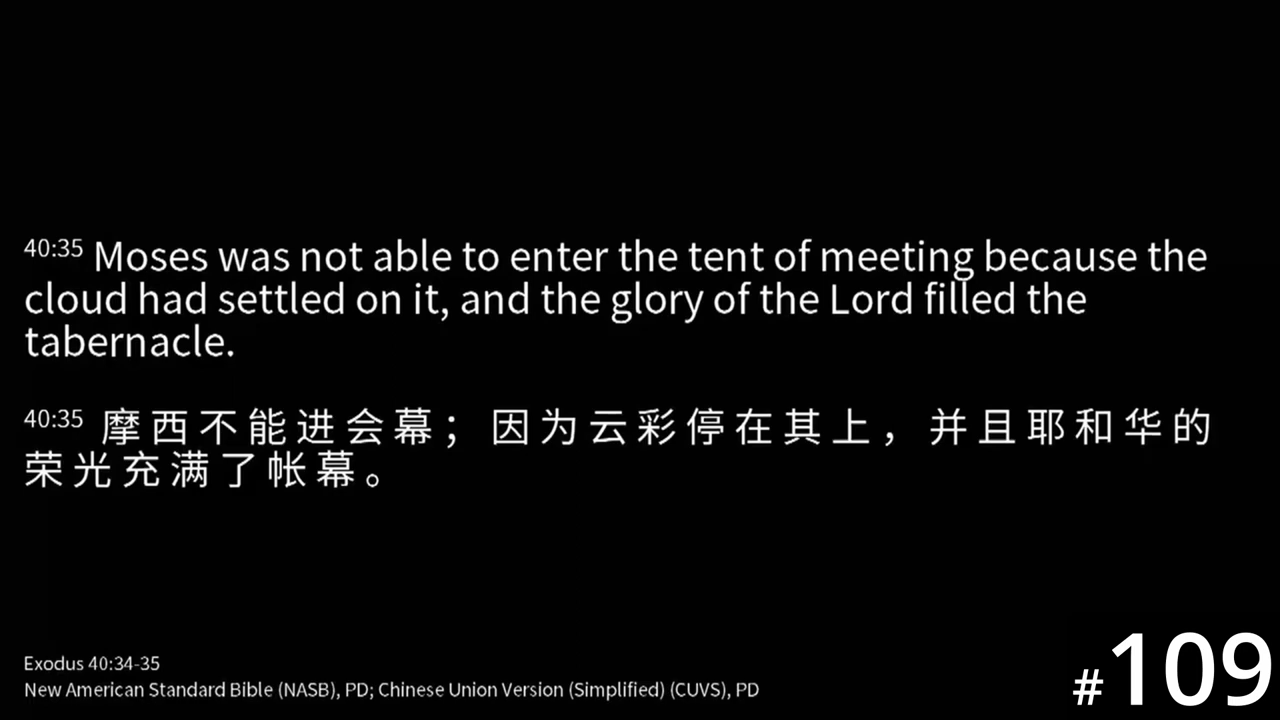 40:35 Moses was not able to enter the tent of meeting because the
cloud had settled on it, and the glory of the Lord filled the
tabernacle.
40:35 摩西不能进会幕；因为云彩停在其上，并且耶和华的
荣光充满了帐幕。
Exodus 40:34-35
New American Standard Bible (NASB), PD; Chinese Union Version (Simplified) (CUVS), PD
#109